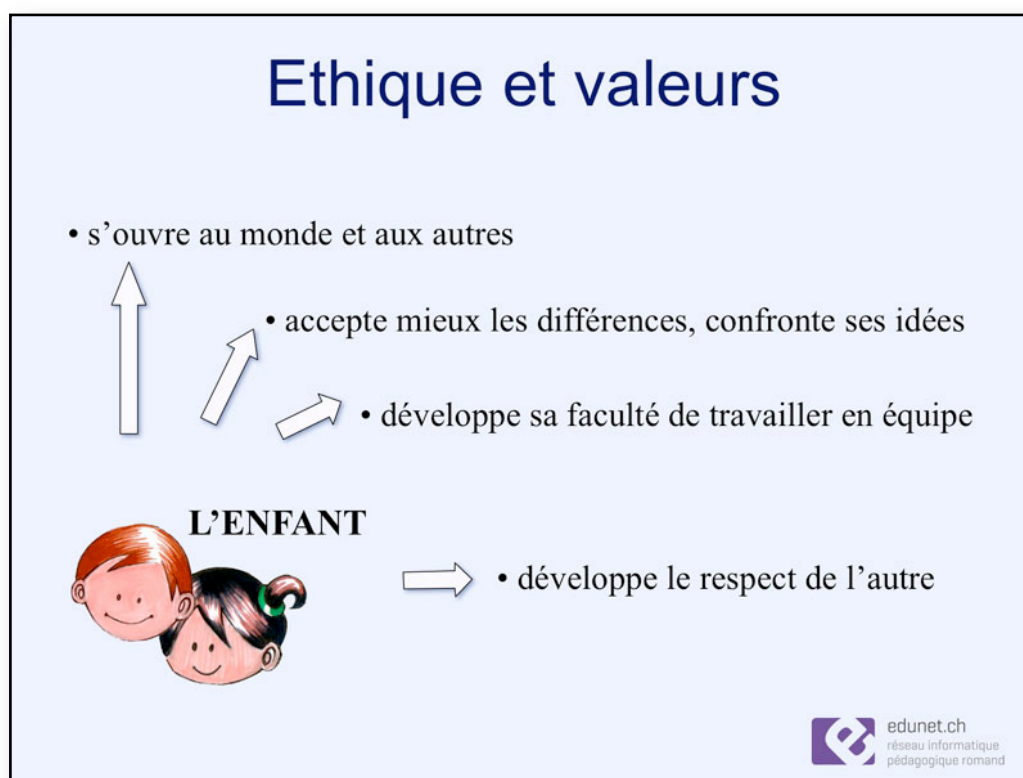 Ethique et valeurs
• s’ouvre au monde et aux autres
• accepte mieux les différences, confronte ses idées
• développe sa faculté de travailler en équipe
L’ENFANT
• développe le respect de l’autre
edunet.ch
réseau informatique
pédagogique romand